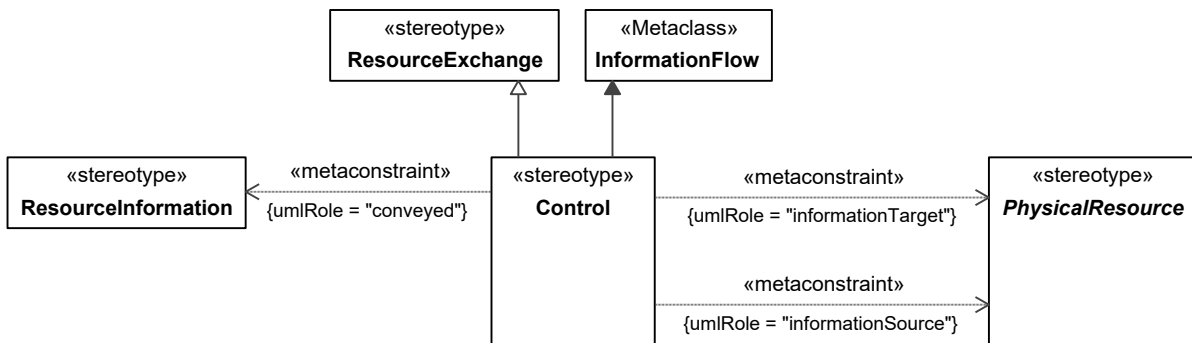 «stereotype»
ResourceExchange
«Metaclass»
InformationFlow
«stereotype»
ResourceInformation
«metaconstraint»
{umlRole = "conveyed"}
«stereotype»
Control
«metaconstraint»
{umlRole = "informationTarget"}
«metaconstraint»
{umlRole = "informationSource"}
«stereotype»
PhysicalResource